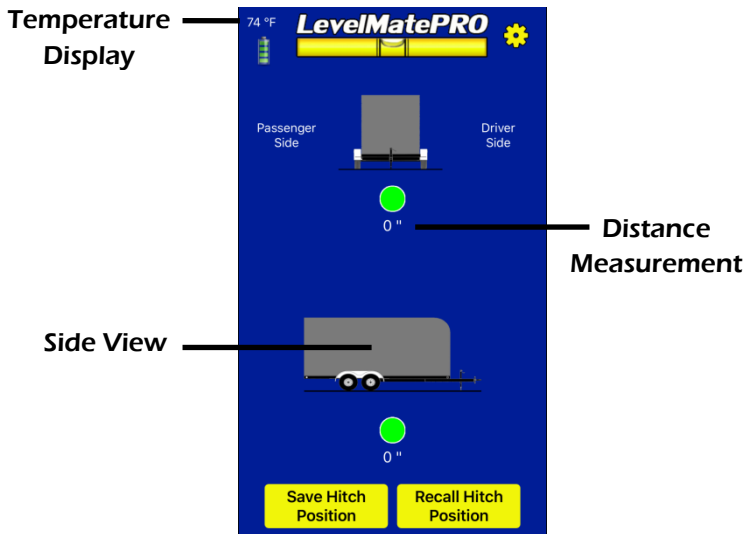 Temperature
Display
74 °F
LevelMatePRO
Passenger
Side
Driver
Side
0 "
Distance
Measurement
Side View
0 "
Save Hitch
Position
Recall Hitch
Position